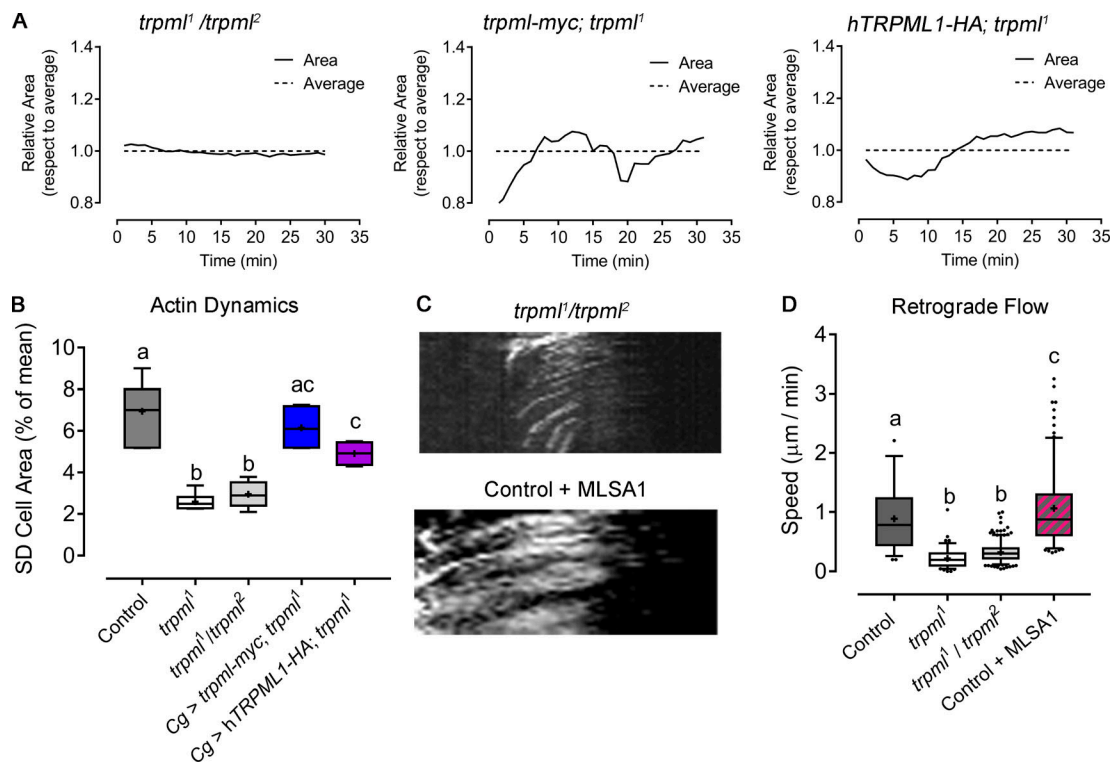 A
trpml¹ /trpml²
Relative Area
(respect to average)
1.4
1.2
1.0
0.8
Area
Average
0 5 10 15 20 25 30 35
Time (min)
trpml-myc; trpml¹
Relative Area
(respect to average)
1.4
1.2
1.0
0.8
Area
Average
0 5 10 15 20 25 30 35
Time (min)
hTRPML1-HA; trpml¹
Relative Area
(respect to average)
1.4
1.2
1.0
0.8
Area
Average
0 5 10 15 20 25 30 35
Time (min)
B
Actin Dynamics
SD Cell Area (% of mean)
10
8
6
4
2
0
a
b
b
ac
c
Control
trpml¹
trpml¹/trpml²
Cg > trpml-myc; trpml¹
Cg > hTRPML1-HA; trpml¹
C
trpml¹/trpml²
Control + MLSA1
D
Retrograde Flow
Speed (μm / min)
4
3
2
1
0
a
b
b
c
Control
trpml¹
trpml¹ / trpml²
Control + MLSA1